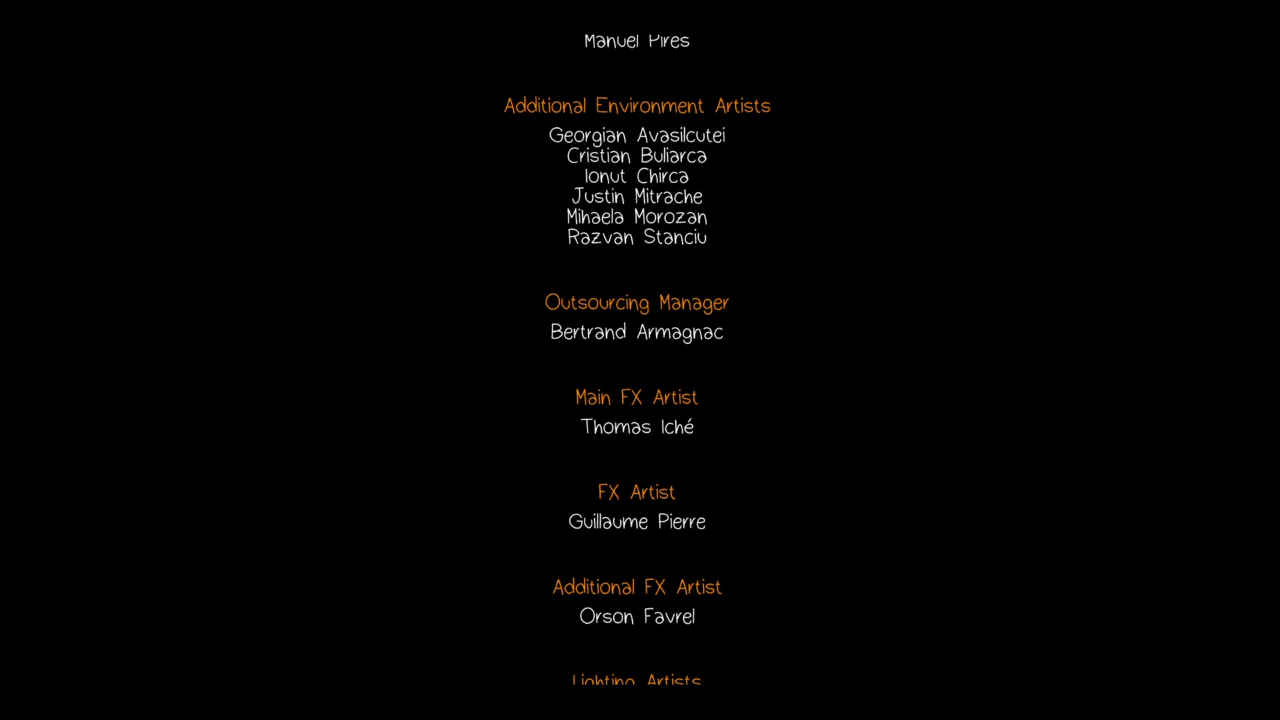 Manuel Pires
Additional Environment Artists
Georgian Avasilcutei
Cristian Buliarca
Ionut Chirca
Justin Mitrache
Mihaela Morozan
Razvan Stanciu
Outsourcing Manager
Bertrand Armagnac
Main FX Artist
Thomas Iché
FX Artist
Guillaume Pierre
Additional FX Artist
Orson Favrel
Lighting Artists